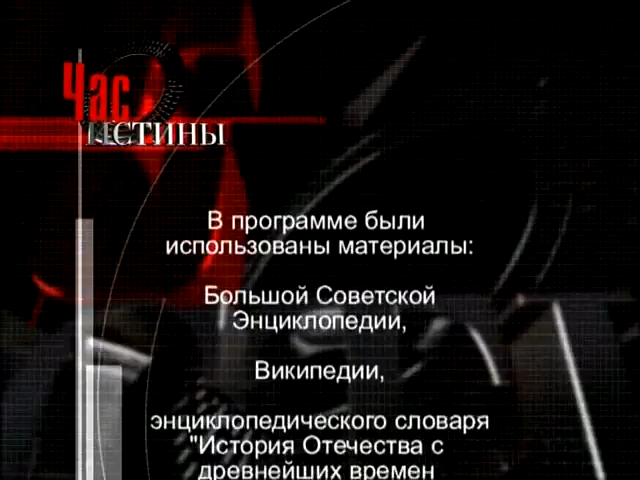 Час
ИСТИНЫ
В программе были
использованы материалы:
Большой Советской
Энциклопедии,
Википедии,
энциклопедического словаря
"История Отечества с
древнейших времен